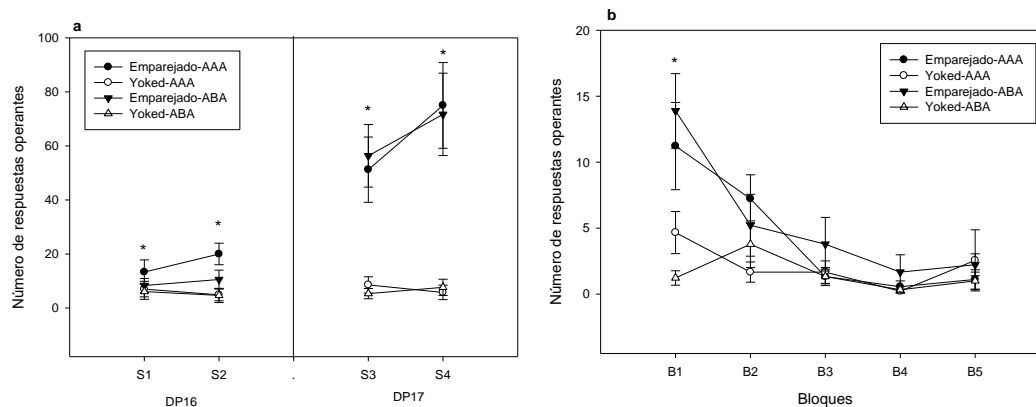 a
Número de respuestas operantes
100
80
60
40
20
0
Emparejado-AAA
Yoked-AAA
Emparejado-ABA
Yoked-ABA
*
*
*
*
S1 S2 . S3 S4
DP16 DP17
b
Número de respuestas operantes
20
15
10
5
0
Emparejado-AAA
Yoked-AAA
Emparejado-ABA
Yoked-ABA
*
B1 B2 B3 B4 B5
Bloques